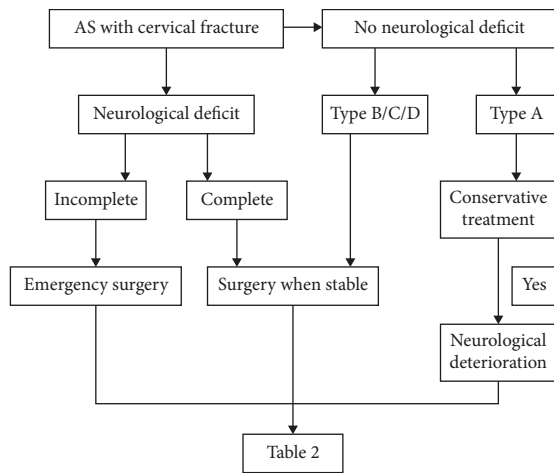 AS with cervical fracture
No neurological deficit
Neurological deficit
Type B/C/D
Type A
Incomplete
Complete
Conservative
treatment
Emergency surgery
Surgery when stable
Yes
Neurological
deterioration
Table 2